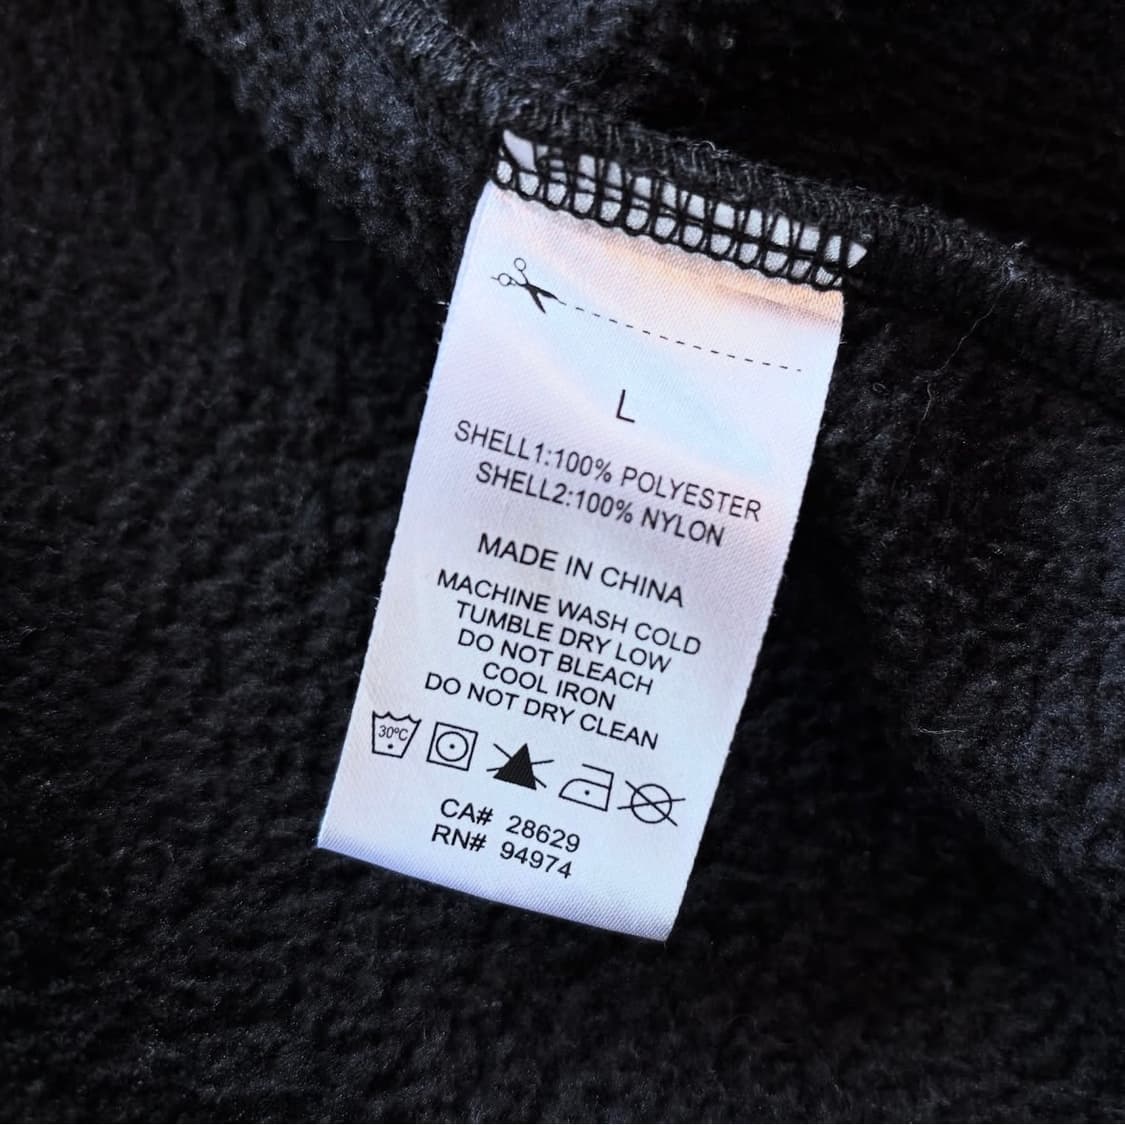 L
SHELL1:100% POLYESTER
SHELL2:100% NYLON
MADE IN CHINA
MACHINE WASH COLD
TUMBLE DRY LOW
DO NOT BLEACH
COOL IRON
DO NOT DRY CLEAN
30ºC
CA# 28629
RN# 94974